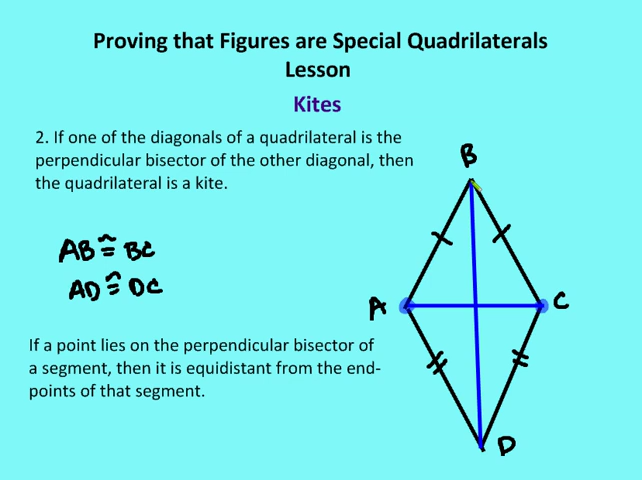 Proving that Figures are Special Quadrilaterals
Lesson
Kites
2. If one of the diagonals of a quadrilateral is the
perpendicular bisector of the other diagonal, then
the quadrilateral is a kite.
AB ≅ BC
AD ≅ DC
If a point lies on the perpendicular bisector of
a segment, then it is equidistant from the end-
points of that segment.
B
A
C
D